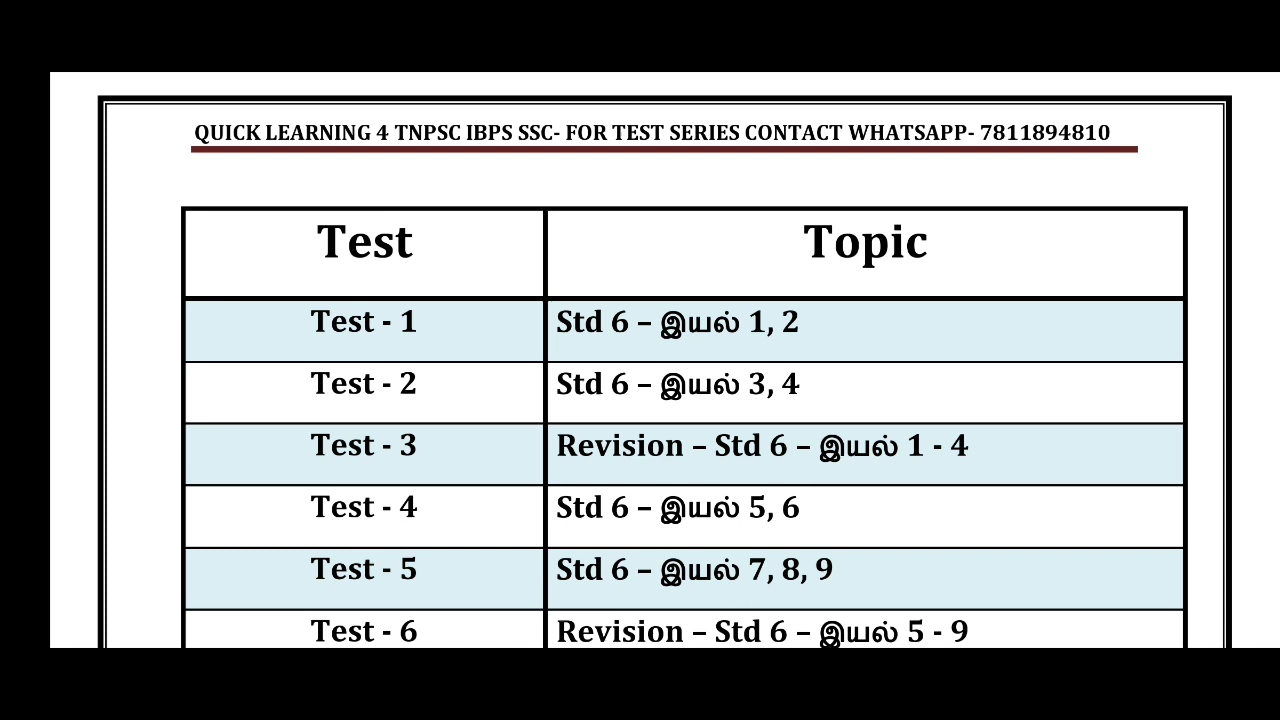 QUICK LEARNING 4 TNPSC IBPS SSC- FOR TEST SERIES CONTACT WHATSAPP- 7811894810
Test Topic
Test - 1 Std 6 – இயல் 1, 2
Test - 2 Std 6 – இயல் 3, 4
Test - 3 Revision – Std 6 – இயல் 1 - 4
Test - 4 Std 6 – இயல் 5, 6
Test - 5 Std 6 – இயல் 7, 8, 9
Test - 6 Revision – Std 6 – இயல் 5 - 9